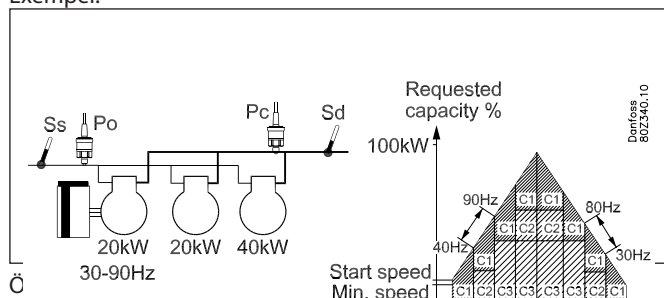 Exempel:
Requested
capacity %
Ss
Po
Pc
Sd
100kW
Danfoss
80Z340.10
90Hz
C1 C1
80Hz
C1 C2 C2 C1
40Hz
C1
C1
30Hz
20kW
20kW
40kW
30-90Hz
Start speed
Min. speed
C1 C2 C3 C3 C3 C3 C2 C1
Ö